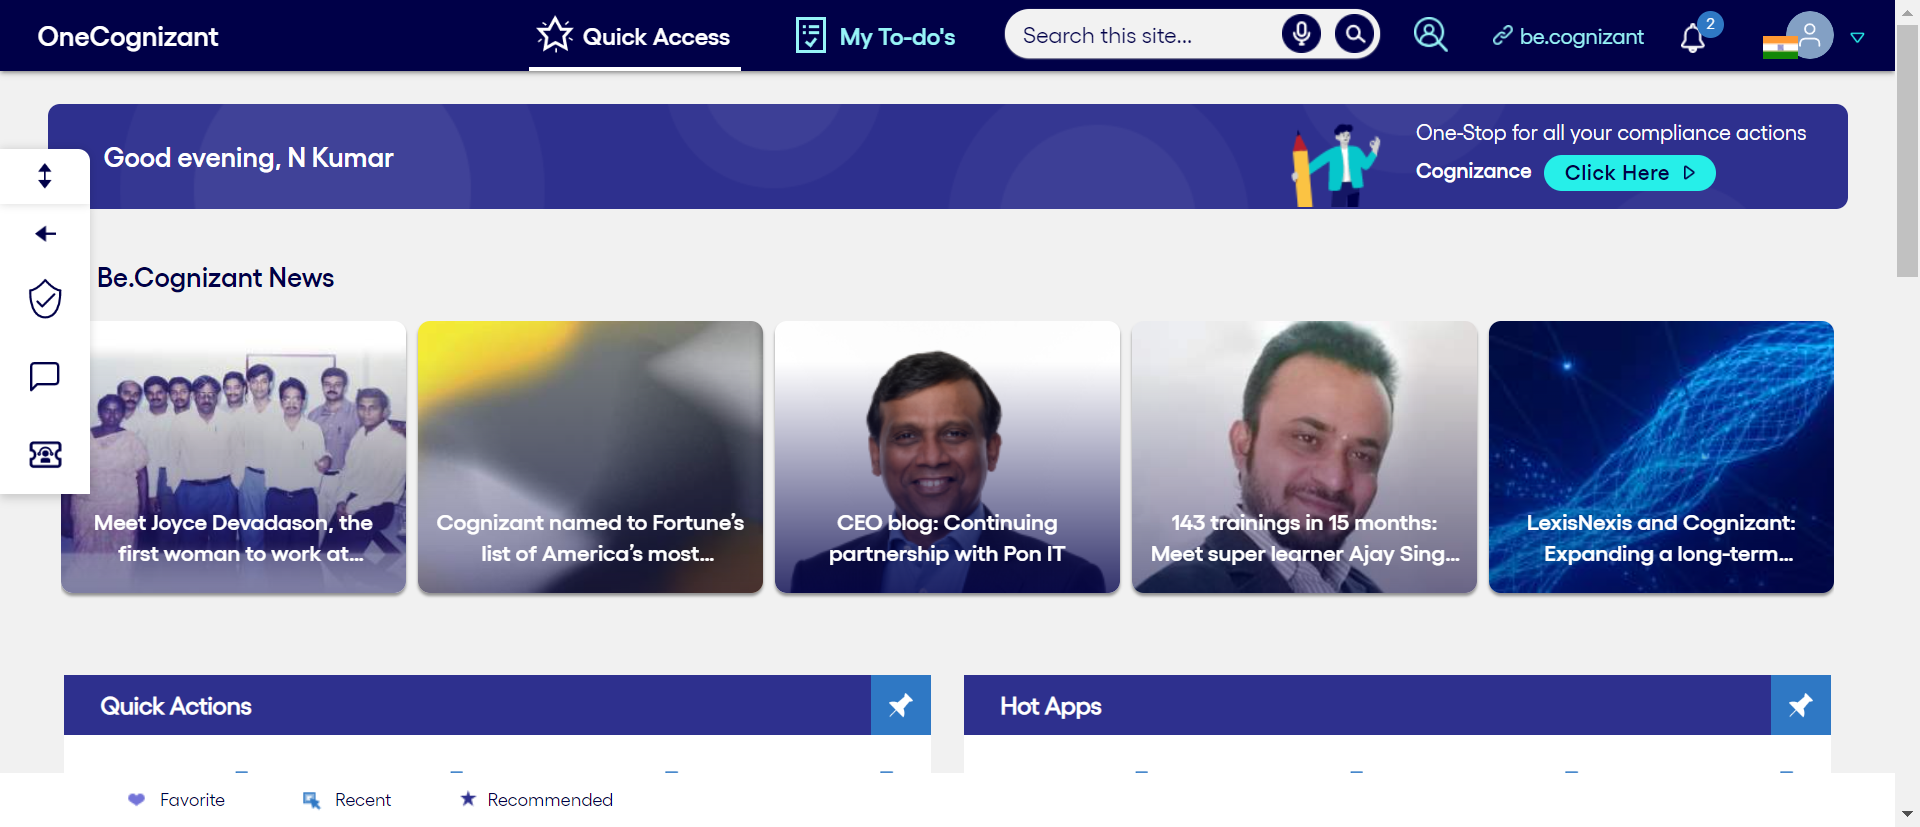 OneCognizant
Quick Access
My To-do's
Search this site...
be.cognizant
2
Good evening, N Kumar
One-Stop for all your compliance actions
Cognizance
Click Here
Be.Cognizant News
Meet Joyce Devadason, the
first woman to work at...
Cognizant named to Fortune’s
list of America’s most...
CEO blog: Continuing
partnership with Pon IT
143 trainings in 15 months:
Meet super learner Ajay Sing...
LexisNexis and Cognizant:
Expanding a long-term...
Quick Actions
Hot Apps
Favorite
Recent
Recommended